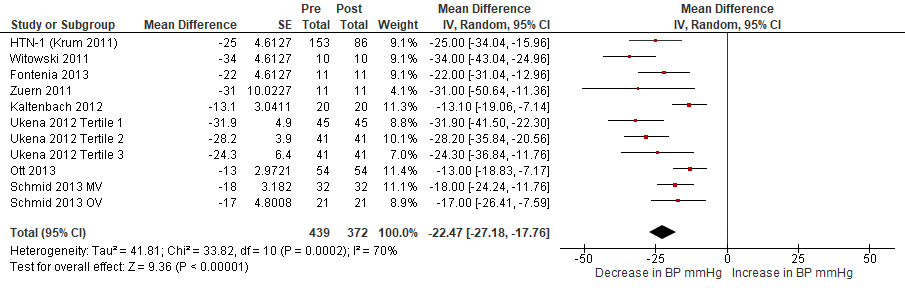 Pre Post Mean Difference Mean Difference
Study or Subgroup Mean Difference SE Total Total Weight IV, Random, 95% CI IV, Random, 95% CI
HTN-1 (Krum 2011) -25 4.6127 153 86 9.1% -25.00 [-34.04, -15.96]
Witowski 2011 -34 4.6127 10 10 9.1% -34.00 [-43.04, -24.96]
Fontenia 2013 -22 4.6127 11 11 9.1% -22.00 [-31.04, -12.96]
Zuern 2011 -31 10.0227 11 11 4.1% -31.00 [-50.64, -11.36]
Kaltenbach 2012 -13.1 3.0411 20 20 11.3% -13.10 [-19.06, -7.14]
Ukena 2012 Tertile 1 -31.9 4.9 45 45 8.8% -31.90 [-41.50, -22.30]
Ukena 2012 Tertile 2 -28.2 3.9 41 41 10.1% -28.20 [-35.84, -20.56]
Ukena 2012 Tertile 3 -24.3 6.4 41 41 7.0% -24.30 [-36.84, -11.76]
Ott 2013 -13 2.9721 54 54 11.4% -13.00 [-18.83, -7.17]
Schmid 2013 MV -18 3.182 32 32 11.1% -18.00 [-24.24, -11.76]
Schmid 2013 OV -17 4.8008 21 21 8.9% -17.00 [-26.41, -7.59]
Total (95% CI) 439 372 100.0% -22.47 [-27.18, -17.76]
Heterogeneity: Tau² = 41.81; Chi² = 33.82, df = 10 (P = 0.0002); I² = 70%
Test for overall effect: Z = 9.36 (P < 0.00001)
-50 -25 0 25 50
Decrease in BP mmHg Increase in BP mmHg